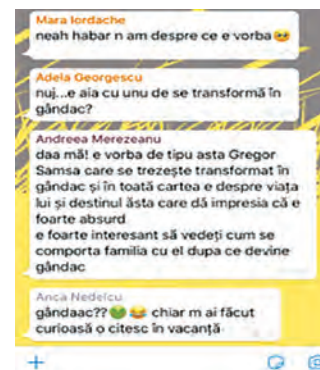 Mara Iordache
neah habar n am despre ce e vorba🥺
Adela Georgescu
nuj...e aia cu unu de se transformă în
gândac?
Andreea Merezeanu
daa mă! e vorba de tipu asta Gregor
Samsa care se trezește transformat în
gândac și în toată cartea e despre viața
lui și destinul ăsta care dă impresia că e
foarte absurd
e foarte interesant să vedeți cum se
comporta familia cu el dupa ce devine
gândac
Anca Nedelcu
gândaac??🤢😂 chiar m ai făcut
curioasă o citesc în vacanță